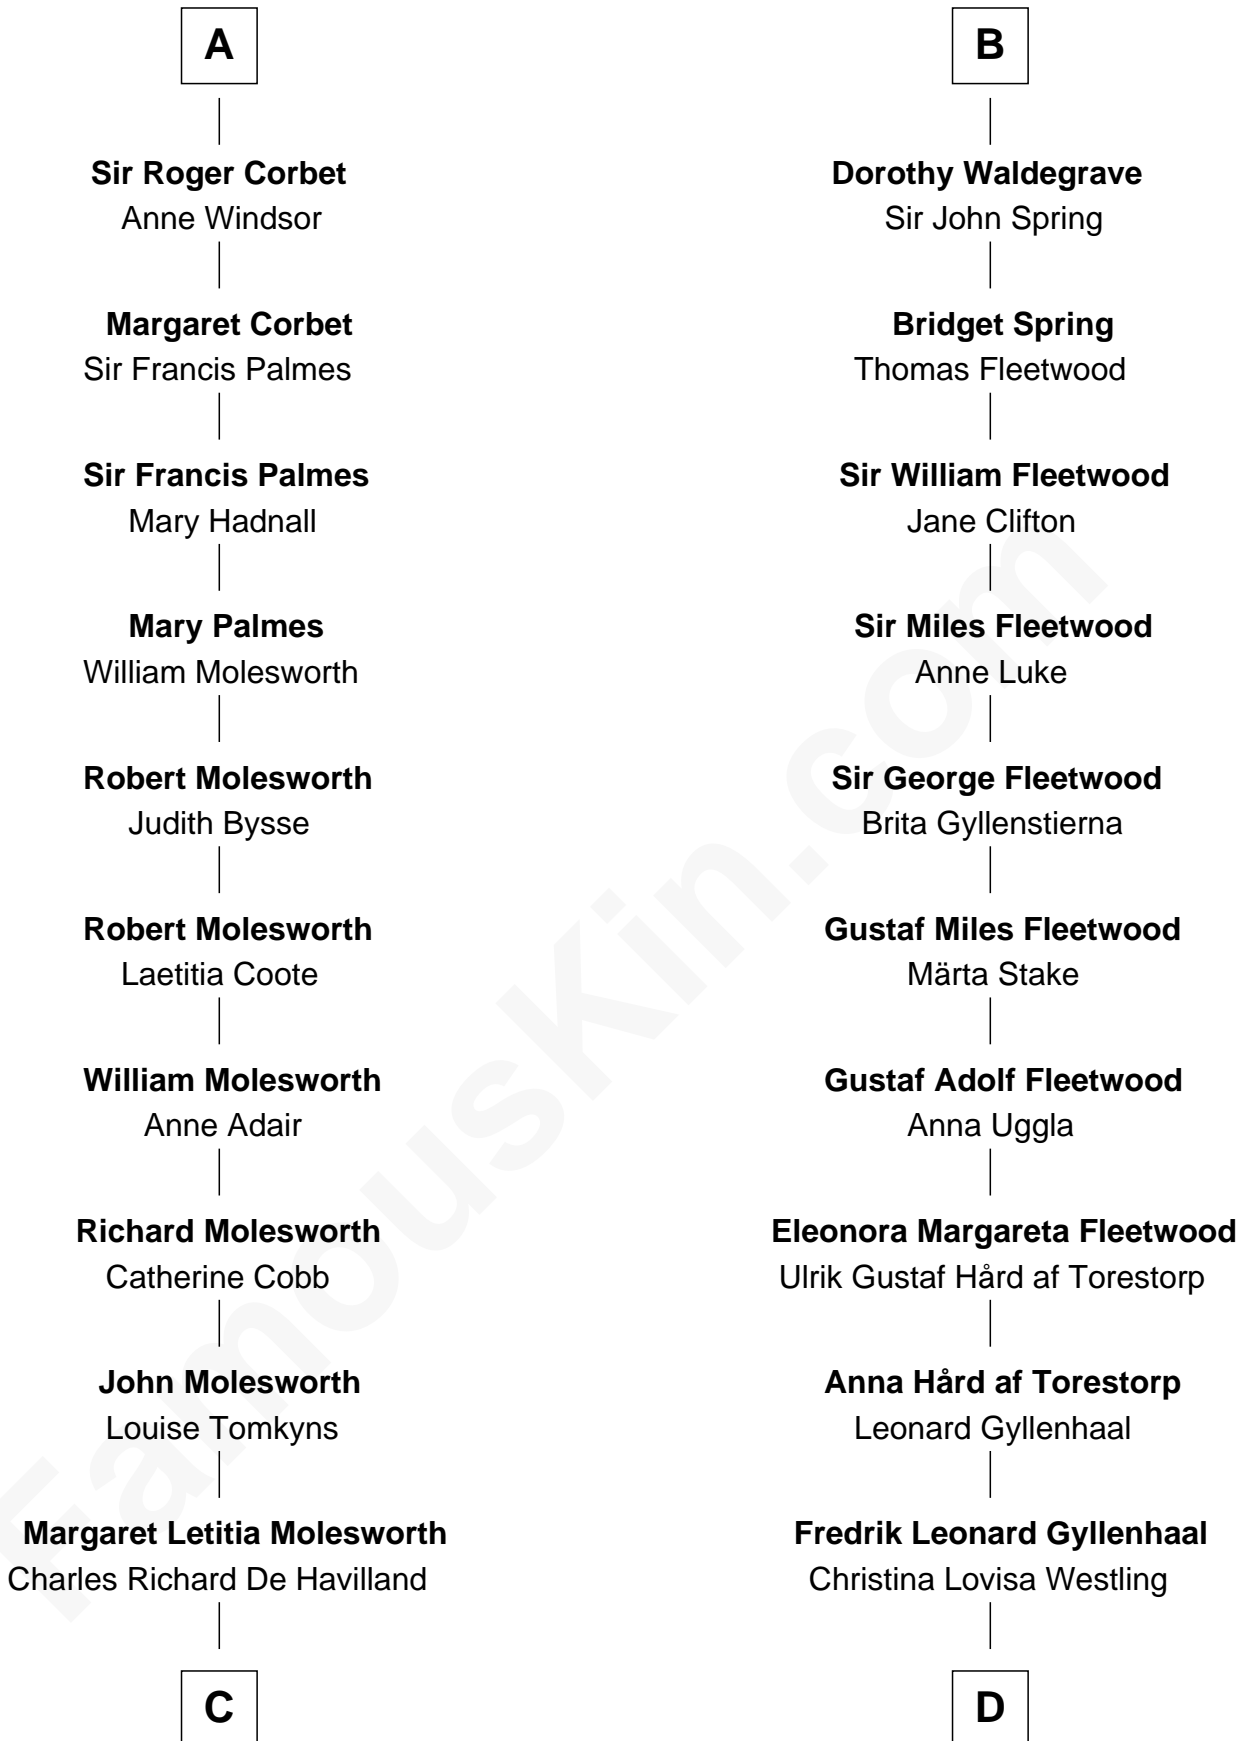 A
Sir Roger Corbet
Anne Windsor
Margaret Corbet
Sir Francis Palmes
Sir Francis Palmes
Mary Hadnall
Mary Palmes
William Molesworth
Robert Molesworth
Judith Bysse
Robert Molesworth
Laetitia Coote
William Molesworth
Anne Adair
Richard Molesworth
Catherine Cobb
John Molesworth
Louise Tomkyns
Margaret Letitia Molesworth
Charles Richard De Havilland
C
B
Dorothy Waldegrave
Sir John Spring
Bridget Spring
Thomas Fleetwood
Sir William Fleetwood
Jane Clifton
Sir Miles Fleetwood
Anne Luke
Sir George Fleetwood
Brita Gyllenstierna
Gustaf Miles Fleetwood
Märta Stake
Gustaf Adolf Fleetwood
Anna Uggla
Eleonora Margareta Fleetwood
Ulrik Gustaf Hård af Torestorp
Anna Hård af Torestorp
Leonard Gyllenhaal
Fredrik Leonard Gyllenhaal
Christina Lovisa Westling
D
FamousKin.com